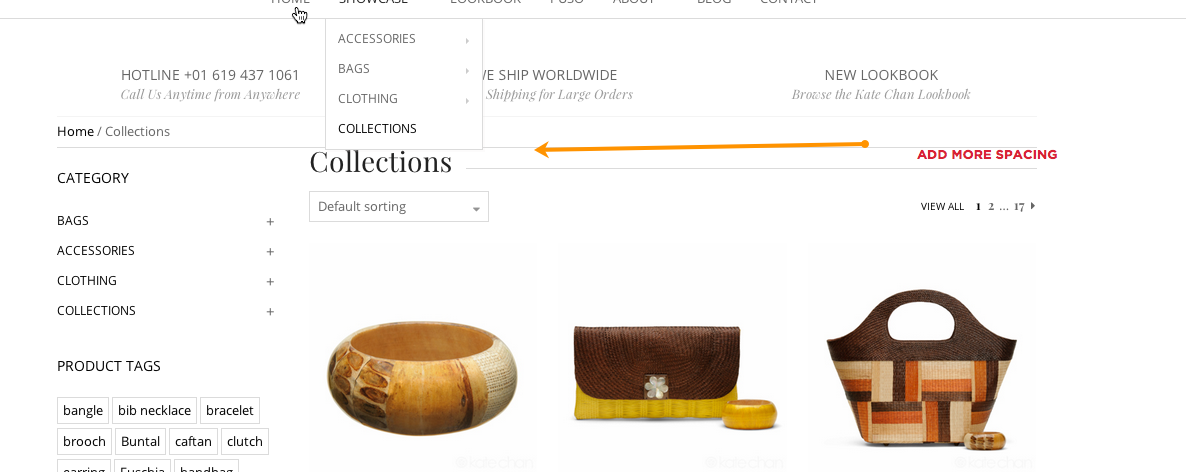 HOME SHOWCASE LOOKBOOK PUSO ABOUT BLOG CONTACT
ACCESSORIES
BAGS
CLOTHING
COLLECTIONS
HOTLINE +01 619 437 1061
Call Us Anytime from Anywhere
WE SHIP WORLDWIDE
Shipping for Large Orders
NEW LOOKBOOK
Browse the Kate Chan Lookbook
Home / Collections
ADD MORE SPACING
Collections
CATEGORY
BAGS +
ACCESSORIES +
CLOTHING +
COLLECTIONS +
Default sorting
VIEW ALL 1 2 ... 17
PRODUCT TAGS
bangle bib necklace bracelet
brooch Buntal caftan clutch
earring Fuschia handbag